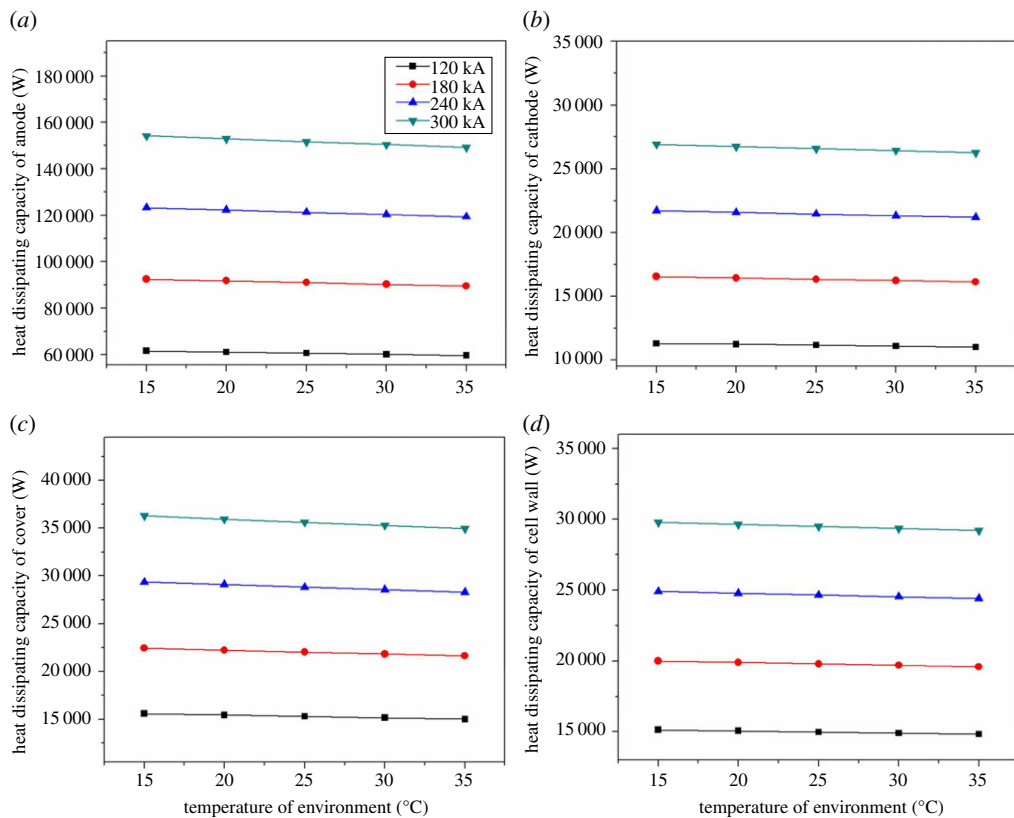 (a)
heat dissipating capacity of anode (W)
180 000
160 000
140 000
120 000
100 000
80 000
60 000
120 kA
180 kA
240 kA
300 kA
15 20 25 30 35
(b)
heat dissipating capacity of cathode (W)
35 000
30 000
25 000
20 000
15 000
10 000
15 20 25 30 35
(c)
heat dissipating capacity of cover (W)
40 000
35 000
30 000
25 000
20 000
15 000
15 20 25 30 35
temperature of environment (°C)
(d)
heat dissipating capacity of cell wall (W)
35 000
30 000
25 000
20 000
15 000
15 20 25 30 35
temperature of environment (°C)